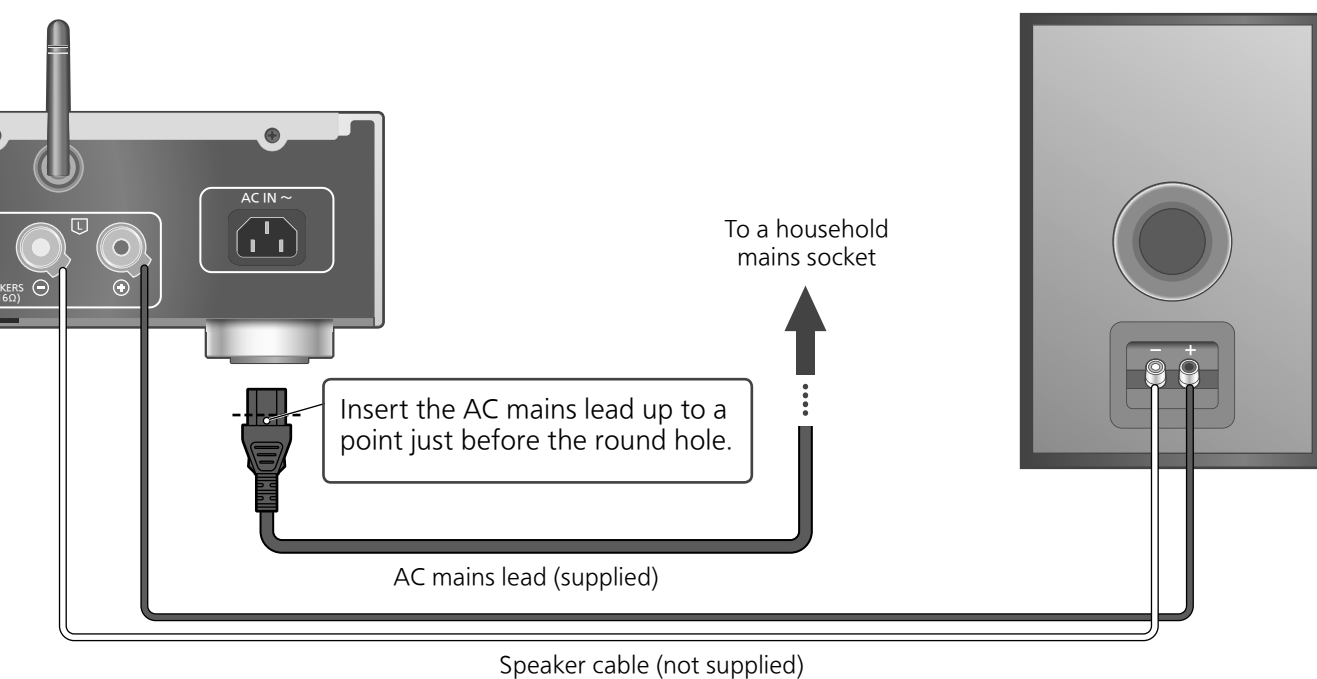 AC IN ~
L
To a household
mains socket
KERS
6Ω)
− +
− +
Insert the AC mains lead up to a
point just before the round hole.
AC mains lead (supplied)
Speaker cable (not supplied)